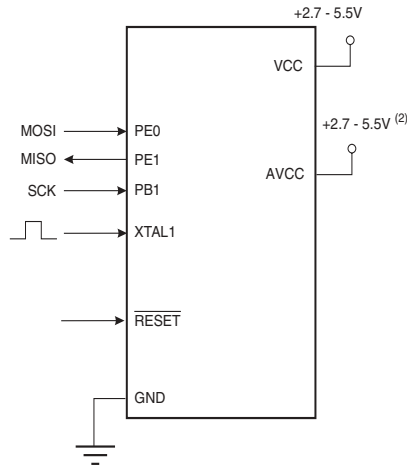 +2.7 - 5.5V
VCC
+2.7 - 5.5V (2)
MOSI PE0
MISO PE1
AVCC
SCK PB1
XTAL1
RESET
GND